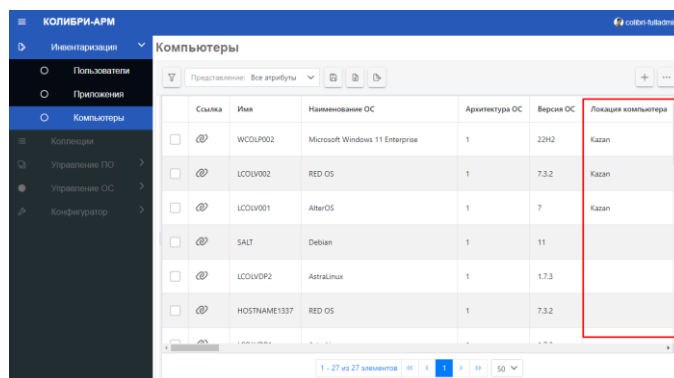 КОЛИБРИ-АРМ
colibri-fulladmi
Инвентаризация
Компьютеры
Пользователи
Представление: Все атрибуты
Приложения
Компьютеры
Коллекции
Управление ПО
Управление ОС
Конфигуратор
Ссылка Имя Наименование ОС Архитектура ОС Версия ОС Локация компьютера
WCOLP002 Microsoft Windows 11 Enterprise 1 22H2 Kazan
LCOLV002 RED OS 1 7.3.2 Kazan
LCOLV001 AlterOS 1 7 Kazan
SALT Debian 1 11
LCOLVDP2 AstraLinux 1 1.7.3
HOSTNAME1337 RED OS 1 7.3.2
1 - 27 из 27 элементов 1 50